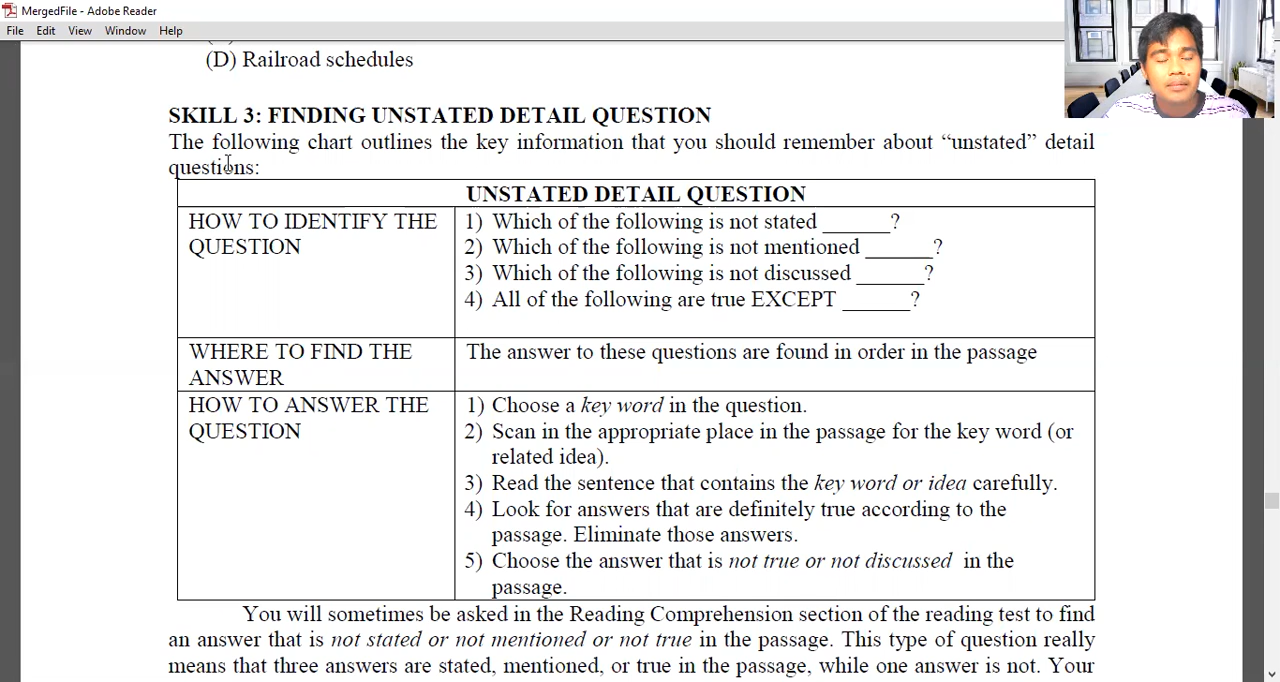 MergedFile - Adobe Reader
File Edit View Window Help
(D) Railroad schedules
SKILL 3: FINDING UNSTATED DETAIL QUESTION
The following chart outlines the key information that you should remember about “unstated” detail
questions:
UNSTATED DETAIL QUESTION
HOW TO IDENTIFY THE
QUESTION
1) Which of the following is not stated ______?
2) Which of the following is not mentioned ______?
3) Which of the following is not discussed ______?
4) All of the following are true EXCEPT ______?
WHERE TO FIND THE
ANSWER
The answer to these questions are found in order in the passage
HOW TO ANSWER THE
QUESTION
1) Choose a key word in the question.
2) Scan in the appropriate place in the passage for the key word (or
related idea).
3) Read the sentence that contains the key word or idea carefully.
4) Look for answers that are definitely true according to the
passage. Eliminate those answers.
5) Choose the answer that is not true or not discussed in the
passage.
You will sometimes be asked in the Reading Comprehension section of the reading test to find
an answer that is not stated or not mentioned or not true in the passage. This type of question really
means that three answers are stated, mentioned, or true in the passage, while one answer is not. Your